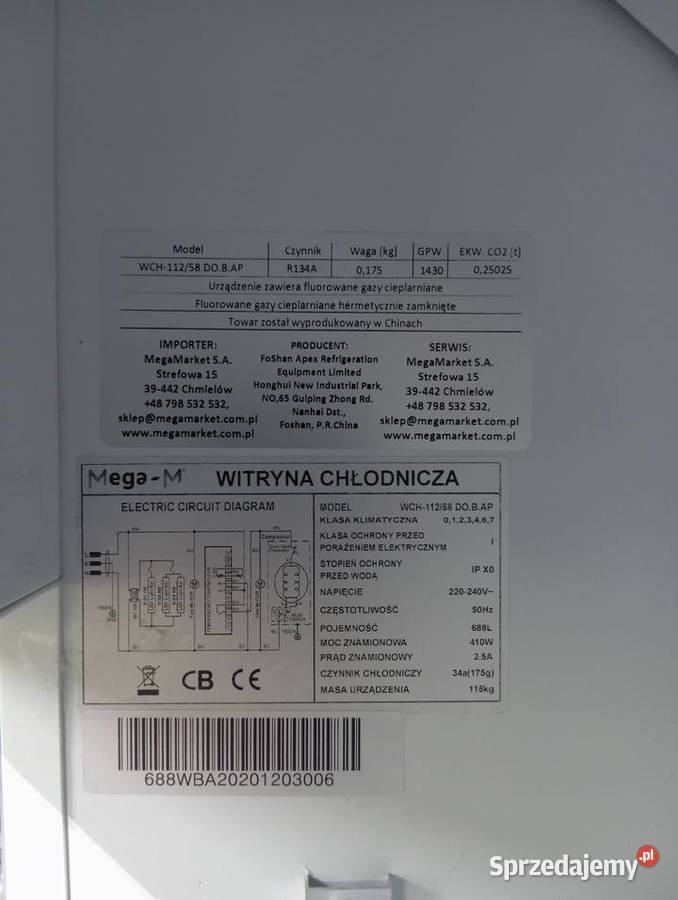 Model Czynnik Waga [kg] GPW EKW. CO2 [t]
WCH-112/58 DO.B.AP R134A 0,175 1430 0,25025
Urządzenie zawiera fluorowane gazy cieplarniane
Fluorowane gazy cieplarniane hermetycznie zamknięte
Towar został wyprodukowany w Chinach
IMPORTER:
MegaMarket S.A.
Strefowa 15
39-442 Chmielów
+48 798 532 532,
sklep@megamarket.com.pl
www.megamarket.com.pl
PRODUCENT:
FoShan Apex Refrigeration
Equipment Limited
Honghui New Industrial Park,
NO,65 Guiping Zhong Rd.
Nanhai Dst.,
Foshan, P.R.China
SERWIS:
MegaMarket S.A.
Strefowa 15
39-442 Chmielów
+48 798 532 532,
sklep@megamarket.com.pl
www.megamarket.com.pl
Mega-M WITRYNA CHŁODNICZA
ELECTRIC CIRCUIT DIAGRAM
Compressor
CB CE
MODEL WCH-112/58 DO.B.AP
KLASA KLIMATYCZNA 0,1,2,3,4,6,7
KLASA OCHRONY PRZED
PORAŻENIEM ELEKTRYCZNYM I
STOPIEŃ OCHRONY
PRZED WODĄ IP X0
NAPIĘCIE 220-240V~
CZĘSTOTLIWOŚĆ 50Hz
POJEMNOŚĆ 688L
MOC ZNAMIONOWA 410W
PRĄD ZNAMIONOWY 2.5A
CZYNNIK CHŁODNICZY 34a(175g)
MASA URZĄDZENIA 115kg
688WBA20201203006
Sprzedajemy.pl